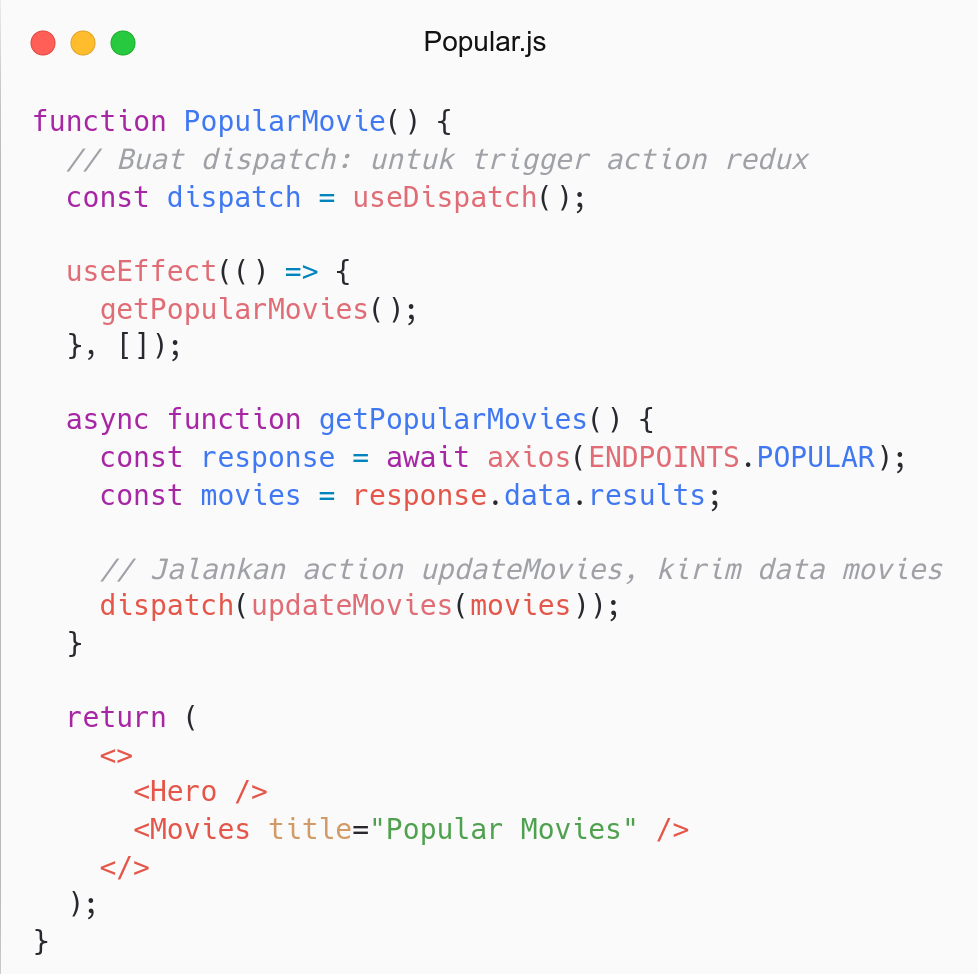 Popular.js
function PopularMovie() {
  // Buat dispatch: untuk trigger action redux
  const dispatch = useDispatch();

  useEffect(() => {
    getPopularMovies();
  }, []);

  async function getPopularMovies() {
    const response = await axios(ENDPOINTS.POPULAR);
    const movies = response.data.results;

    // Jalankan action updateMovies, kirim data movies
    dispatch(updateMovies(movies));
  }

  return (
    <>
      <Hero />
      <Movies title="Popular Movies" />
    </>
  );
}